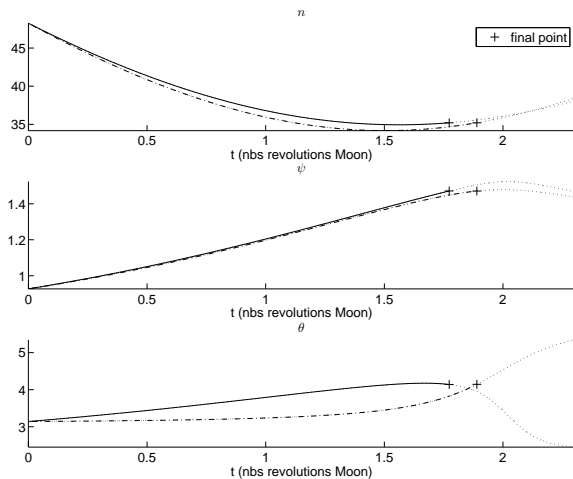 n
+ final point
45
40
35
0 0.5 1 1.5 2
t (nbs revolutions Moon)
ψ
1.4
1.2
1
0 0.5 1 1.5 2
t (nbs revolutions Moon)
θ
5
4
3
0 0.5 1 1.5 2
t (nbs revolutions Moon)